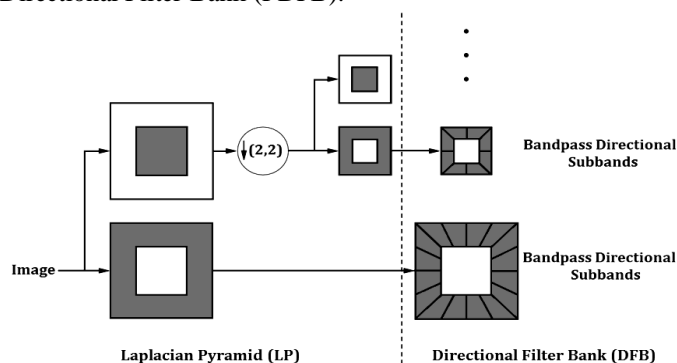 Directional Filter Bank (PDFB).
(2,2)
Bandpass Directional
Subbands
Image
Bandpass Directional
Subbands
Laplacian Pyramid (LP)
Directional Filter Bank (DFB)